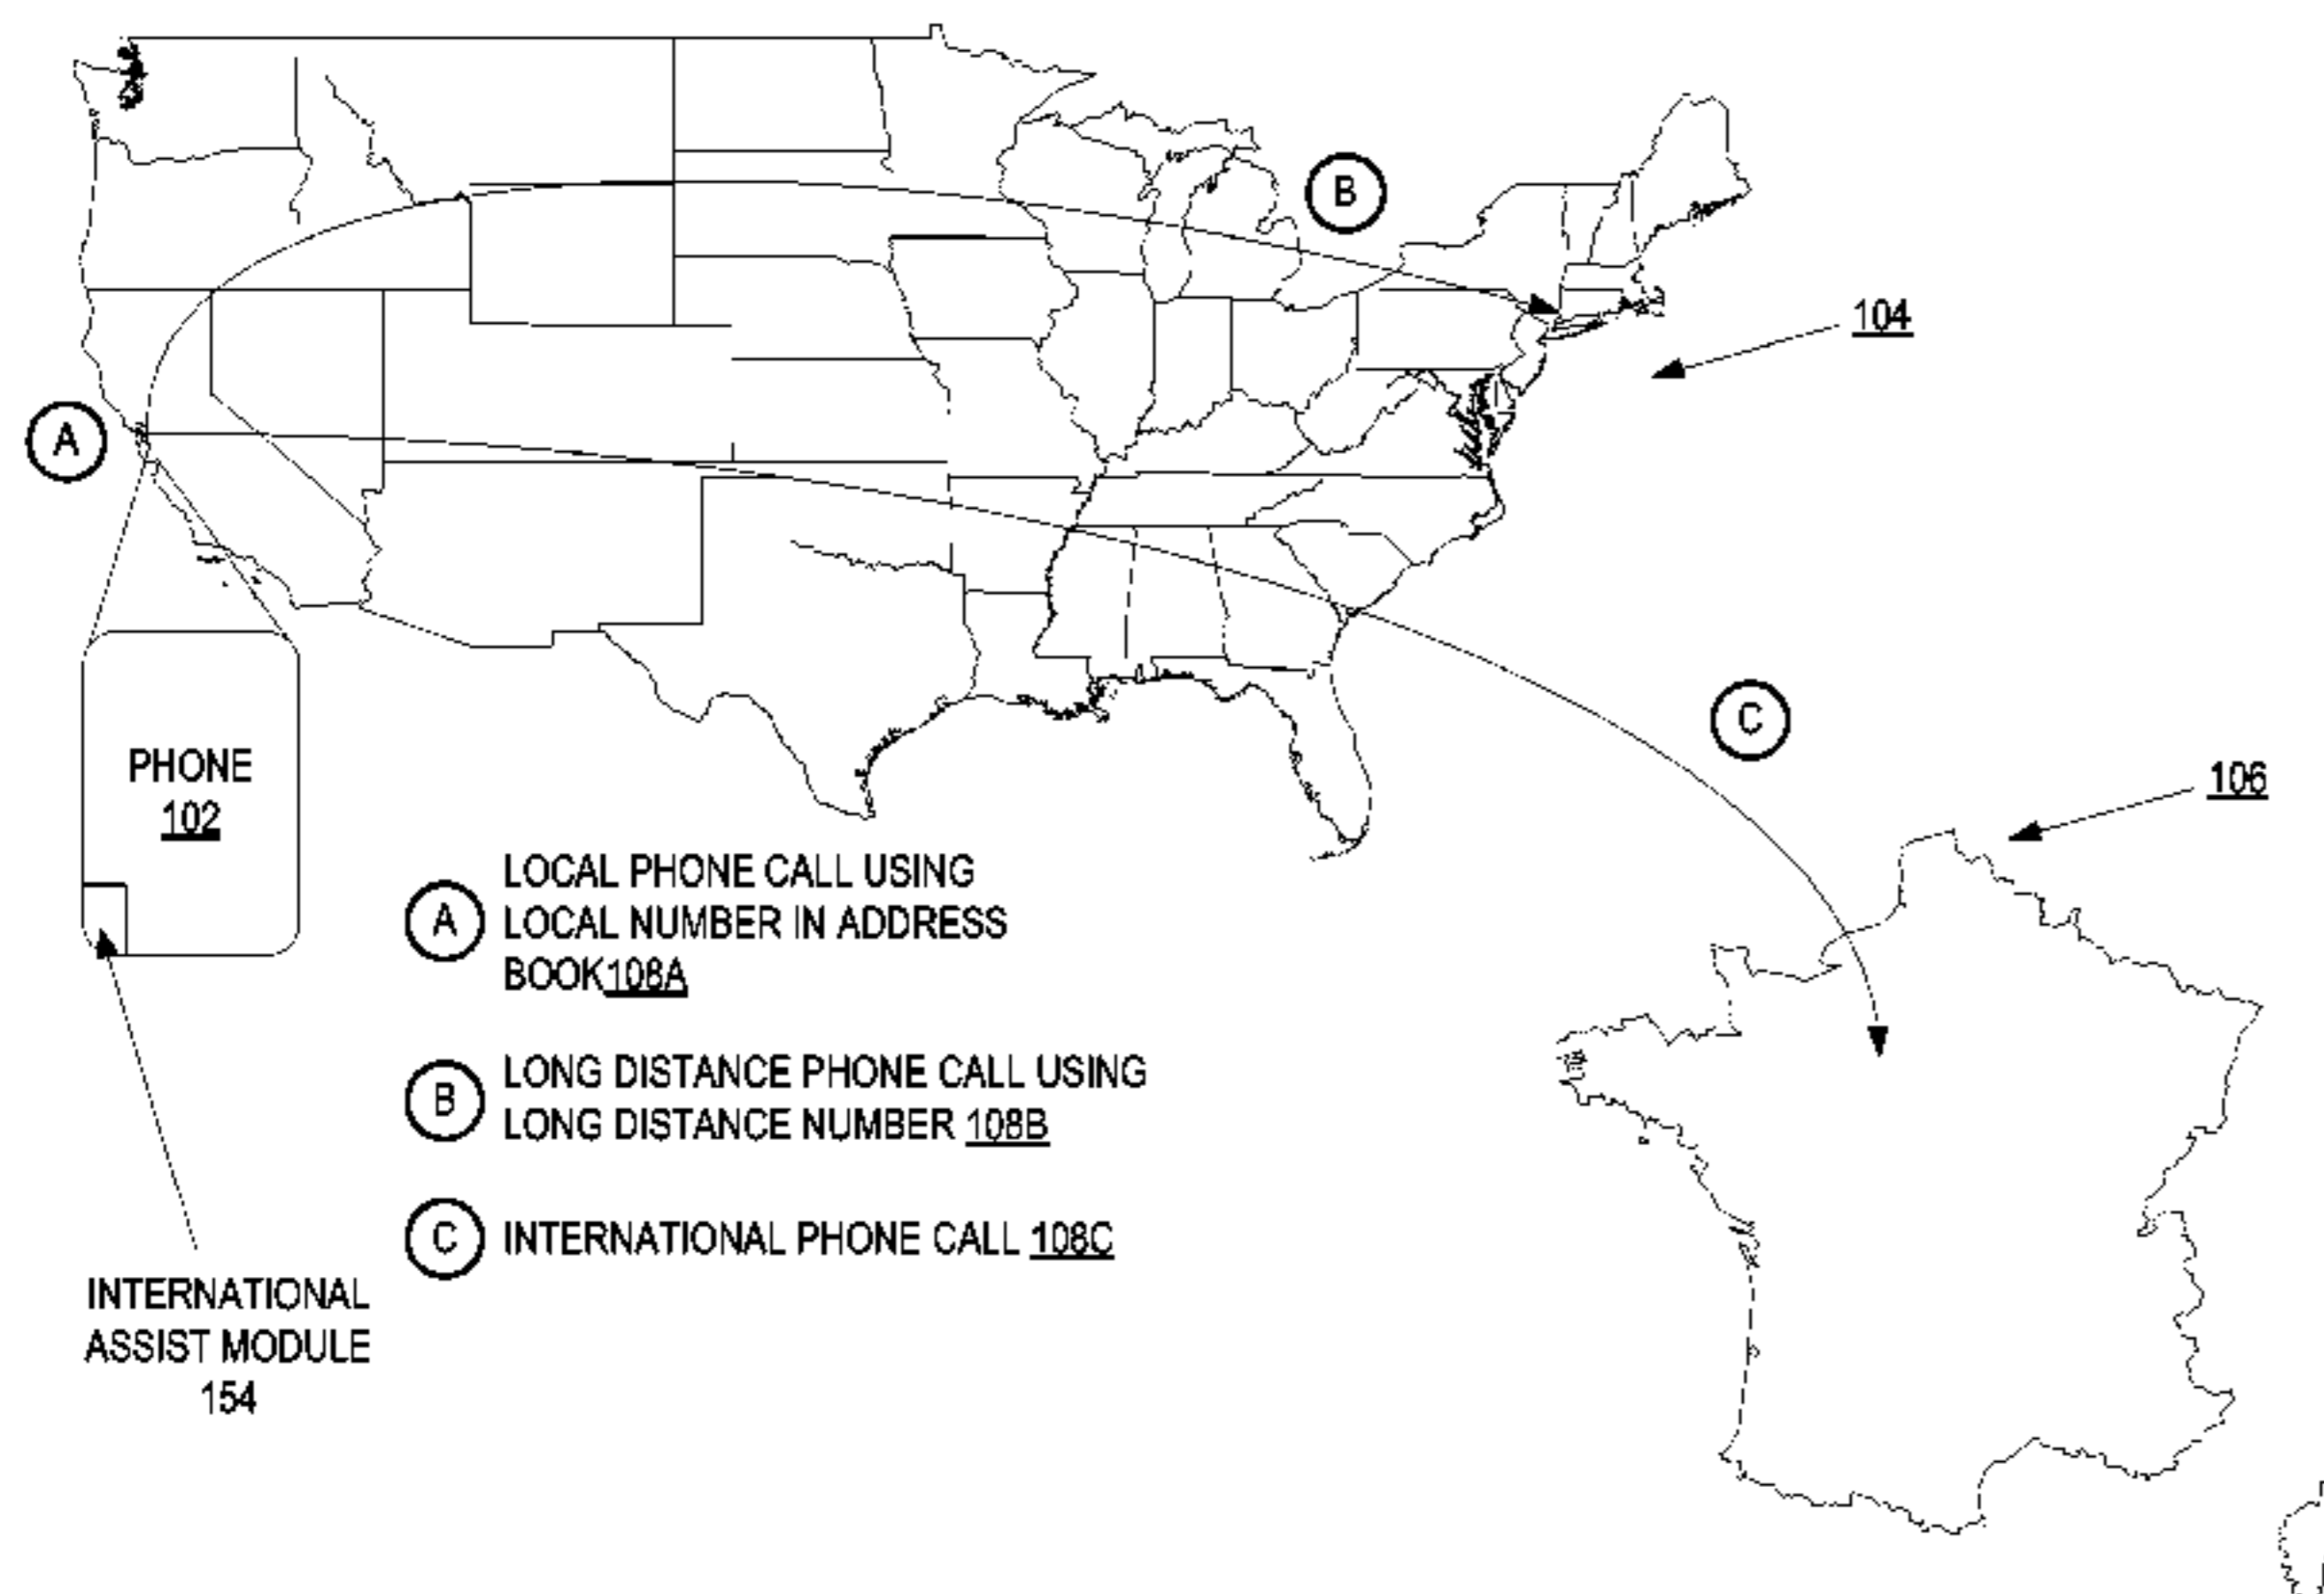 B
104
A
C
106
PHONE
102
A
LOCAL PHONE CALL USING
LOCAL NUMBER IN ADDRESS
BOOK108A
B
LONG DISTANCE PHONE CALL USING
LONG DISTANCE NUMBER 108B
C
INTERNATIONAL PHONE CALL 108C
INTERNATIONAL
ASSIST MODULE
154